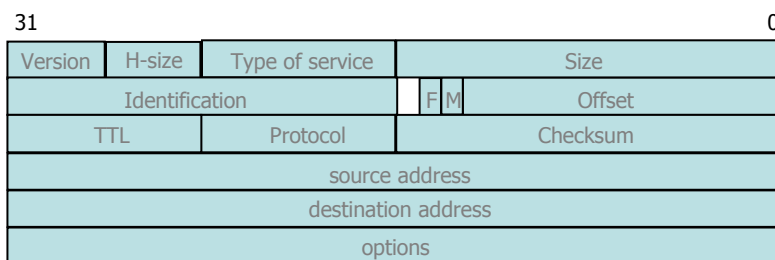 31 0
Version H-size Type of service Size
Identification F M Offset
TTL Protocol Checksum
source address
destination address
options